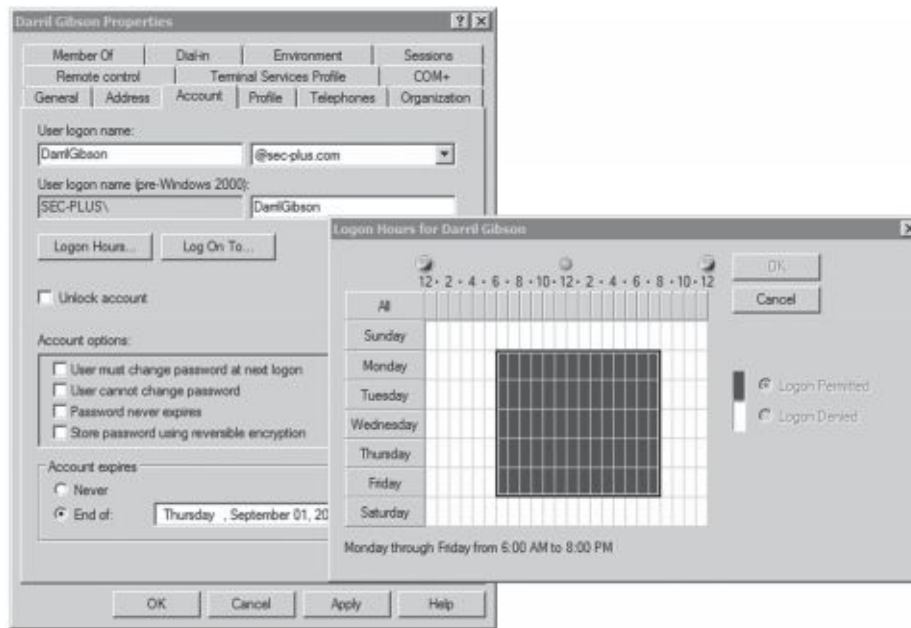 Darril Gibson Properties
Member Of
Dial-in
Environment
Sessions
Remote control
Terminal Services Profile
COM+
General
Address
Account
Profile
Telephones
Organization
User logon name:
DarrilGibson
@sec-plus.com
User logon name (pre-Windows 2000):
SEC-PLUS\
DarrilGibson
Logon Hours...
Log On To...
Unlock account
Account options:
User must change password at next logon
User cannot change password
Password never expires
Store password using reversible encryption
Account expires
Never
End of:
Thursday , September 01, 20
OK
Cancel
Apply
Help
Logon Hours for Darril Gibson
12 · 2 · 4 · 6 · 8 · 10 · 12 · 2 · 4 · 6 · 8 · 10 · 12
All
Sunday
Monday
Tuesday
Wednesday
Thursday
Friday
Saturday
OK
Cancel
Logon Permitted
Logon Denied
Monday through Friday from 6:00 AM to 8:00 PM